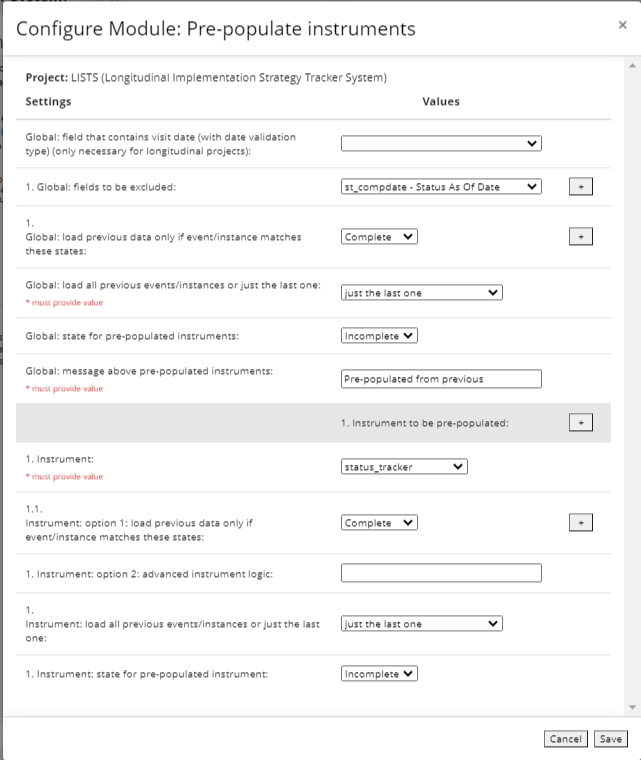 Configure Module: Pre-populate instruments
×
Project: LISTS (Longitudinal Implementation Strategy Tracker System)
Settings Values
Global: field that contains visit date (with date validation
type) (only necessary for longitudinal projects):
1. Global: fields to be excluded: st_compdate - Status As Of Date +
1.
Global: load previous data only if event/instance matches
these states:
Complete +
Global: load all previous events/instances or just the last one:
* must provide value
just the last one
Global: state for pre-populated instruments: Incomplete
Global: message above pre-populated instruments:
* must provide value
Pre-populated from previous
1. Instrument to be pre-populated: +
1. Instrument:
* must provide value
status_tracker
1.1.
Instrument: option 1: load previous data only if
event/instance matches these states:
Complete +
1. Instrument: option 2: advanced instrument logic:
1.
Instrument: load all previous events/instances or just the last
one:
just the last one
1. Instrument: state for pre-populated instrument: Incomplete
Cancel Save